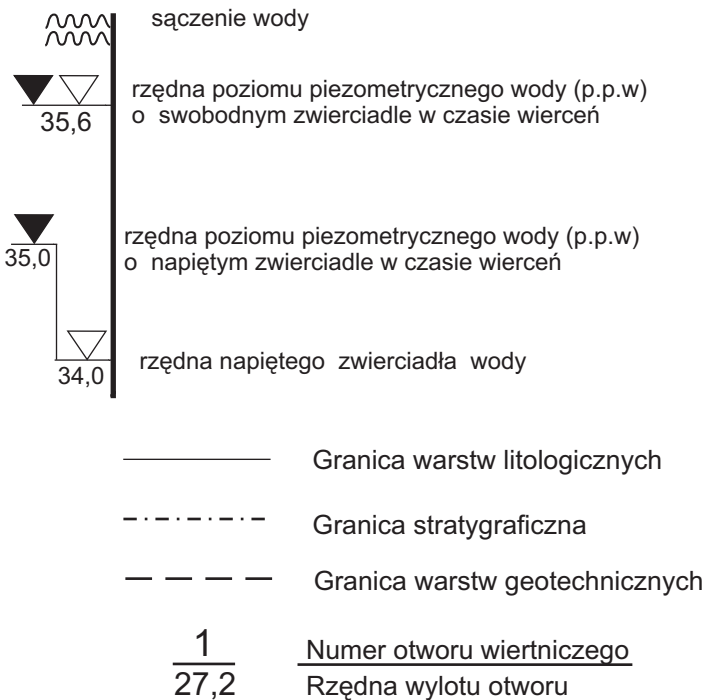 sączenie wody
rzędna poziomu piezometrycznego wody (p.p.w)
35,6
o swobodnym zwierciadle w czasie wierceń
rzędna poziomu piezometrycznego wody (p.p.w)
35,0
o napiętym zwierciadle w czasie wierceń
rzędna napiętego zwierciadła wody
34,0
Granica warstw litologicznych
Granica stratygraficzna
Granica warstw geotechnicznych
1 Numer otworu wiertniczego
27,2 Rzędna wylotu otworu